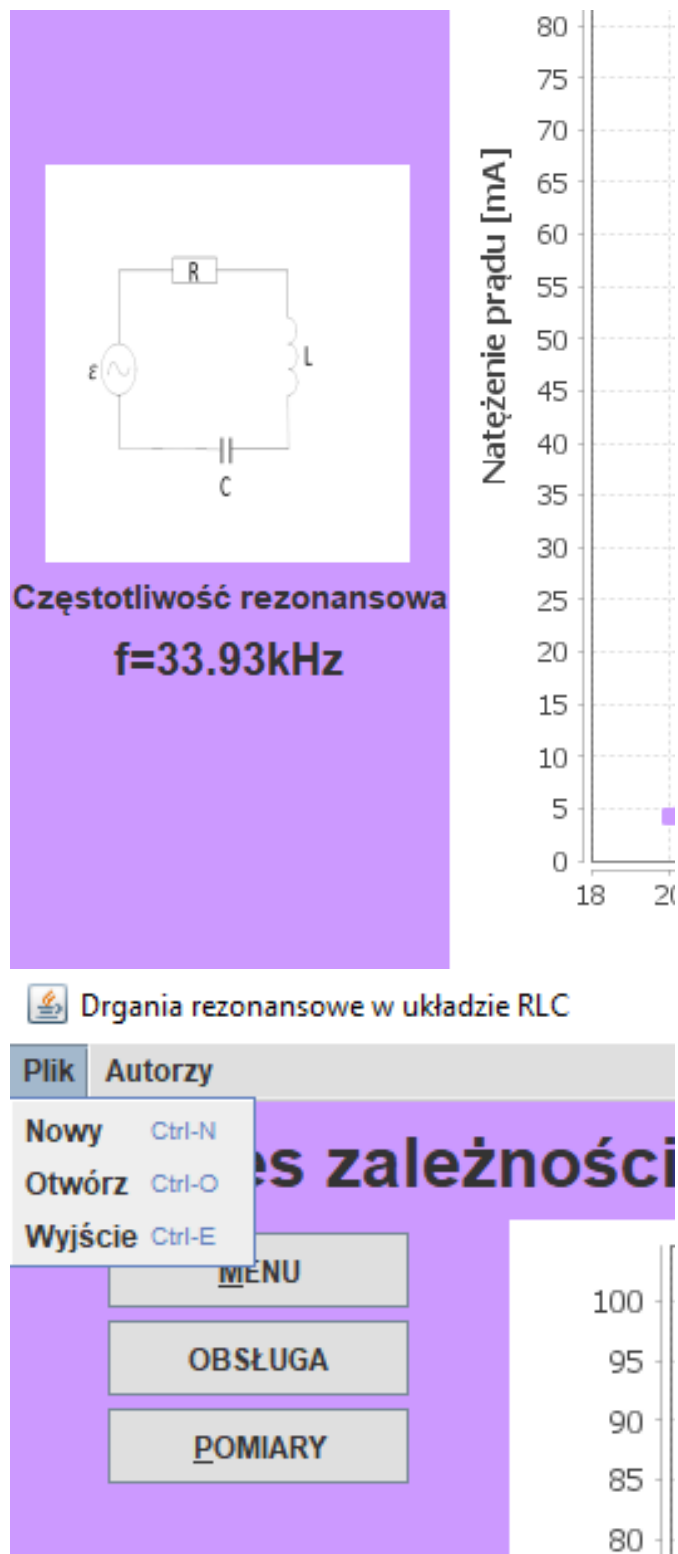 80
75
70
65
60
55
50
45
40
35
30
25
20
15
10
5
0
18 20
Natężenie prądu [mA]
R
L
ε
C
Częstotliwość rezonansowa
f=33.93kHz
Drgania rezonansowe w układzie RLC
Plik Autorzy
Nowy Ctrl-N
Otwórz Ctrl-O
Wyjście Ctrl-E
es zależności
MENU
OBSŁUGA
POMIARY
100
95
90
85
80